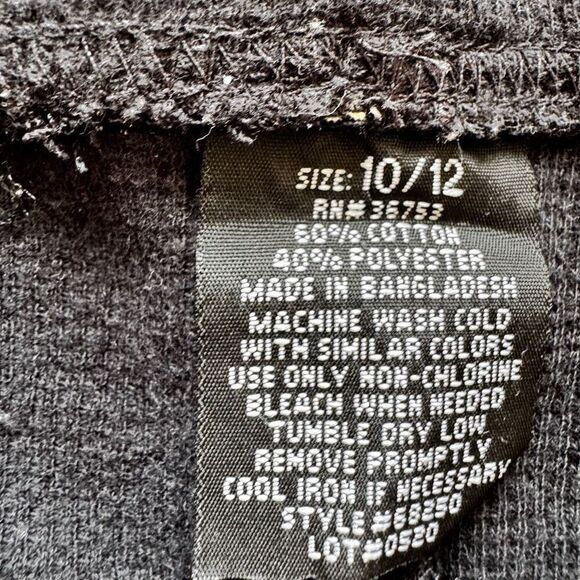 SIZE: 10/12
RN# 36753
60% COTTON
40% POLYESTER
MADE IN BANGLADESH
MACHINE WASH COLD
WITH SIMILAR COLORS
USE ONLY NON-CHLORINE
BLEACH WHEN NEEDED
TUMBLE DRY LOW
REMOVE PROMPTLY
COOL IRON IF NECESSARY
STYLE#68250
LOT#0520